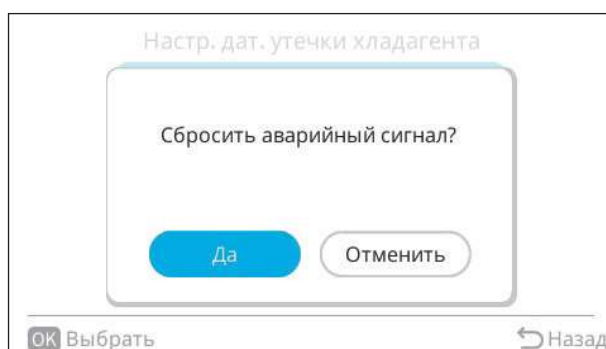 Настр. дат. утечки хладагента
Сбросить аварийный сигнал?
Да
Отменить
OK Выбрать
Назад